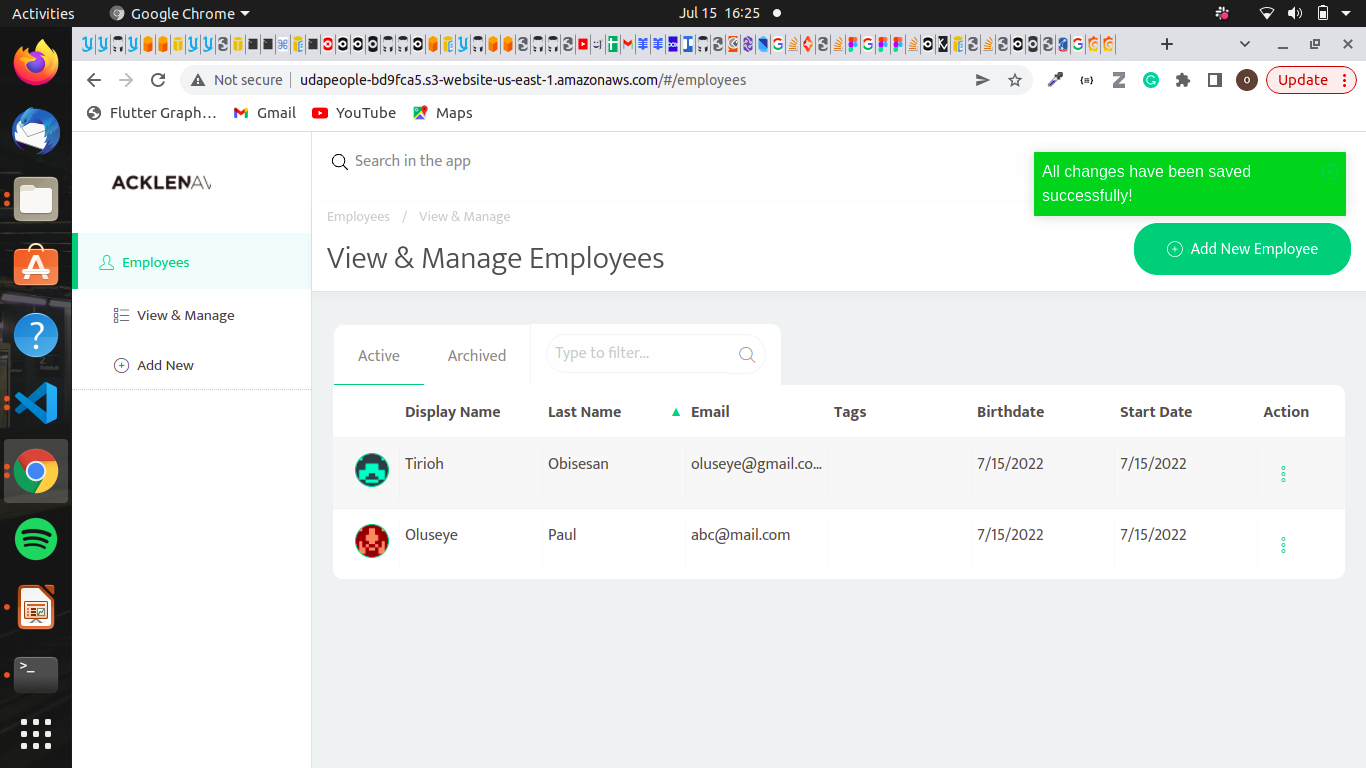 Activities
Google Chrome
Jul 15 16:25
Not secure
udapeople-bd9fca5.s3-website-us-east-1.amazonaws.com/#/employees
O
Update
Flutter Graph…
Gmail
YouTube
Maps
ACKLENAV
Search in the app
All changes have been saved
successfully!
Employees / View & Manage
View & Manage Employees
Add New Employee
Employees
View & Manage
Add New
Active
Archived
Type to filter...
Display Name
Last Name
Email
Tags
Birthdate
Start Date
Action
Tirioh
Obisesan
oluseye@gmail.co...
7/15/2022
7/15/2022
Oluseye
Paul
abc@mail.com
7/15/2022
7/15/2022